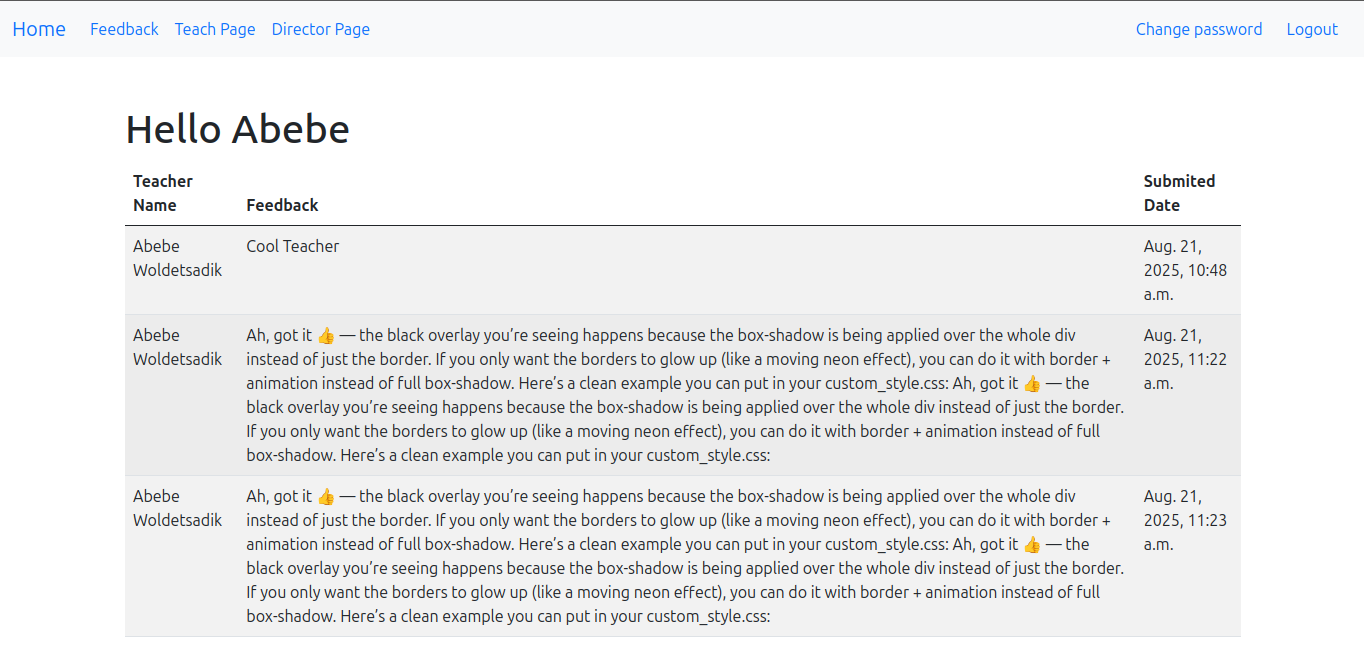 Home Feedback Teach Page Director Page Change password Logout
Hello Abebe
Teacher Name Feedback Submited Date
Abebe Woldetsadik Cool Teacher Aug. 21, 2025, 10:48 a.m.
Abebe Woldetsadik
Ah, got it 👍 — the black overlay you’re seeing happens because the box-shadow is being applied over the whole div
instead of just the border. If you only want the borders to glow up (like a moving neon effect), you can do it with border +
animation instead of full box-shadow. Here’s a clean example you can put in your custom_style.css: Ah, got it 👍 — the
black overlay you’re seeing happens because the box-shadow is being applied over the whole div instead of just the border.
If you only want the borders to glow up (like a moving neon effect), you can do it with border + animation instead of full
box-shadow. Here’s a clean example you can put in your custom_style.css:
Aug. 21, 2025, 11:22 a.m.
Abebe Woldetsadik
Ah, got it 👍 — the black overlay you’re seeing happens because the box-shadow is being applied over the whole div
instead of just the border. If you only want the borders to glow up (like a moving neon effect), you can do it with border +
animation instead of full box-shadow. Here’s a clean example you can put in your custom_style.css: Ah, got it 👍 — the
black overlay you’re seeing happens because the box-shadow is being applied over the whole div instead of just the border.
If you only want the borders to glow up (like a moving neon effect), you can do it with border + animation instead of full
box-shadow. Here’s a clean example you can put in your custom_style.css:
Aug. 21, 2025, 11:23 a.m.